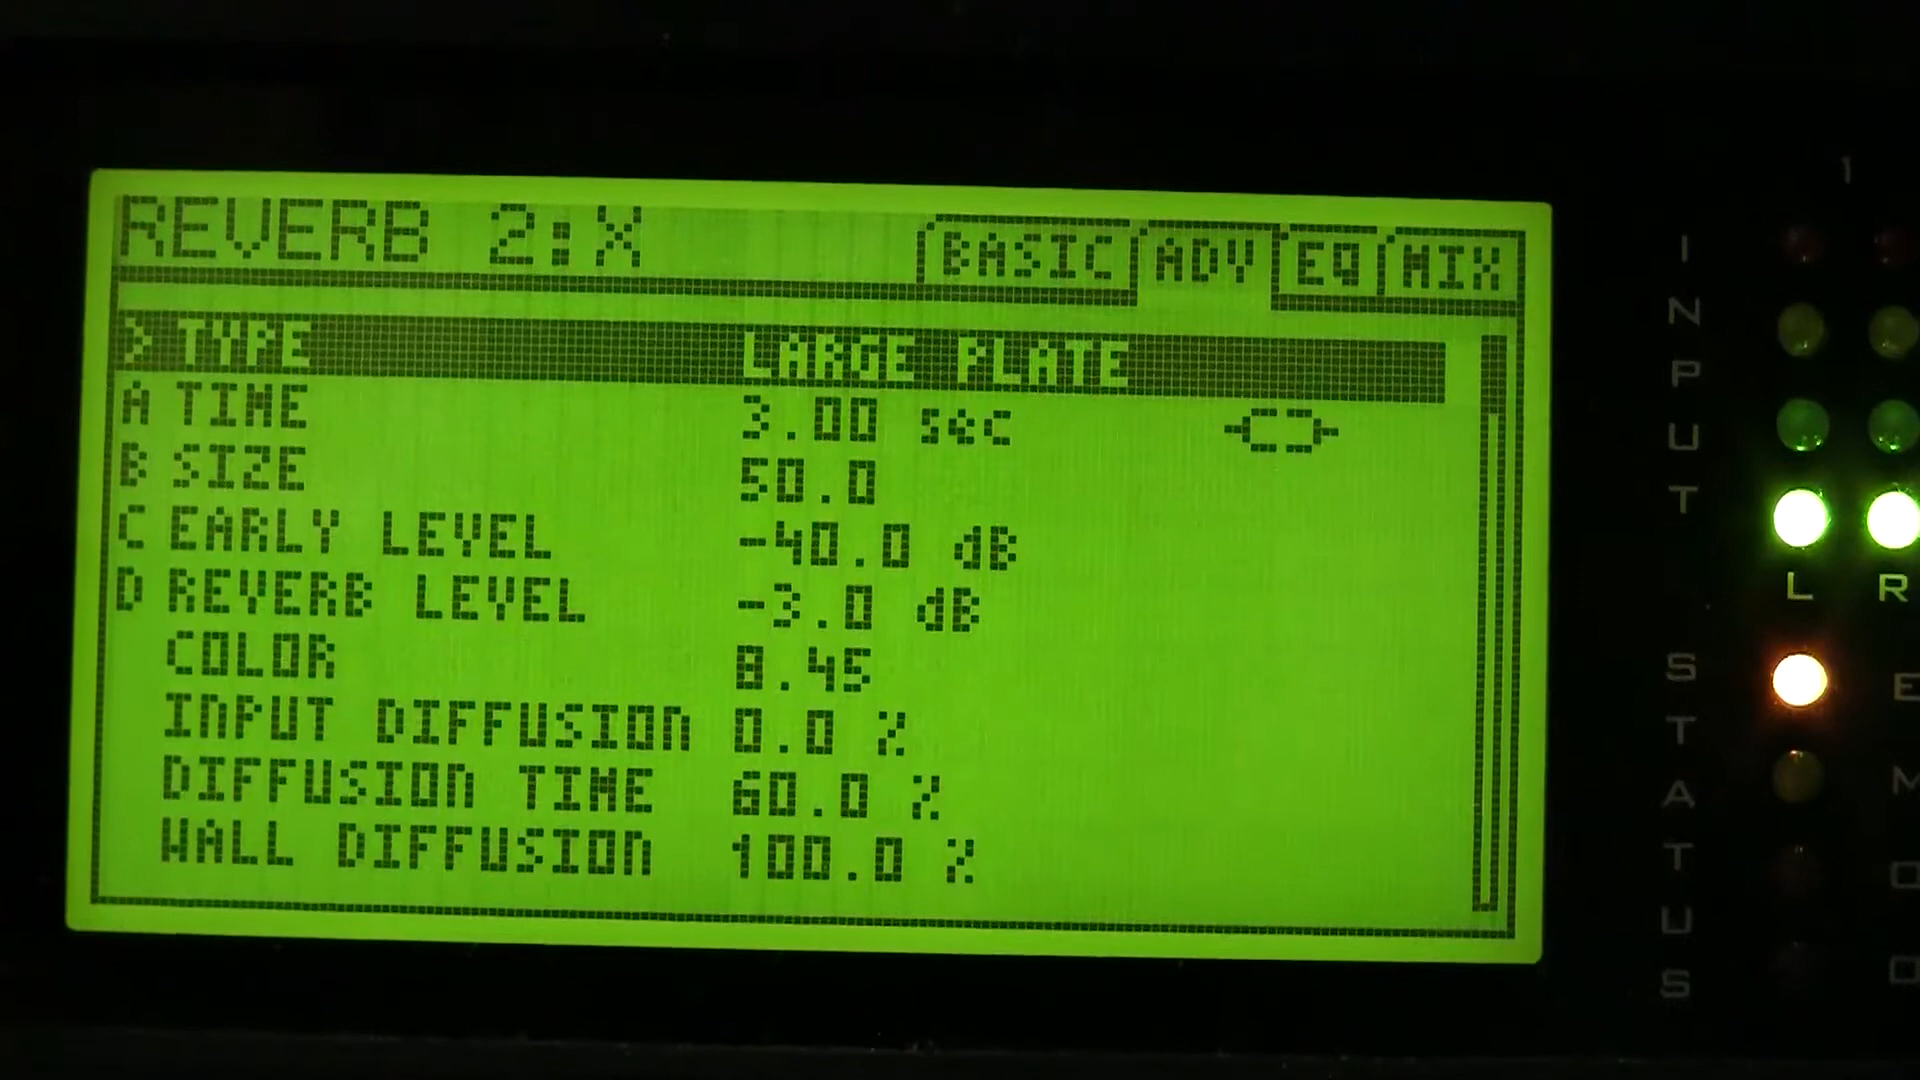 REVERB 2:X BASIC ADV EQ MIX
> TYPE LARGE PLATE
A TIME 3.00 sec
B SIZE 50.0
C EARLY LEVEL -40.0 dB
D REVERB LEVEL -3.0 dB
COLOR 8.45
INPUT DIFFUSION 0.0 %
DIFFUSION TIME 60.0 %
WALL DIFFUSION 100.0 %
1
INPUT
L R
STATUS